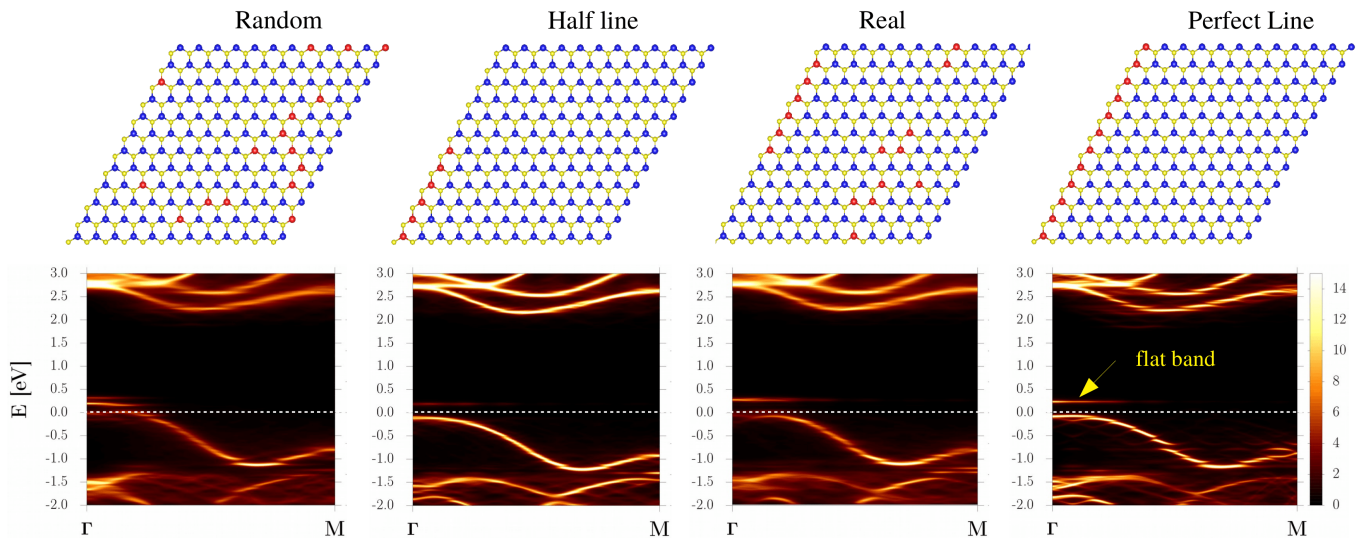 Random Half line Real Perfect Line
3.0 3.0 3.0 3.0
2.5 2.5 2.5 2.5 14
2.0 2.0 2.0 2.0 12
1.5 1.5 1.5 1.5 10
1.0 1.0 1.0 1.0 flat band
0.5 0.5 0.5 0.5 8
E [eV] 0.0 0.0 0.0 0.0 6
-0.5 -0.5 -0.5 -0.5 4
-1.0 -1.0 -1.0 -1.0
-1.5 -1.5 -1.5 -1.5 2
-2.0 -2.0 -2.0 -2.0 0
Γ M Γ M Γ M Γ M